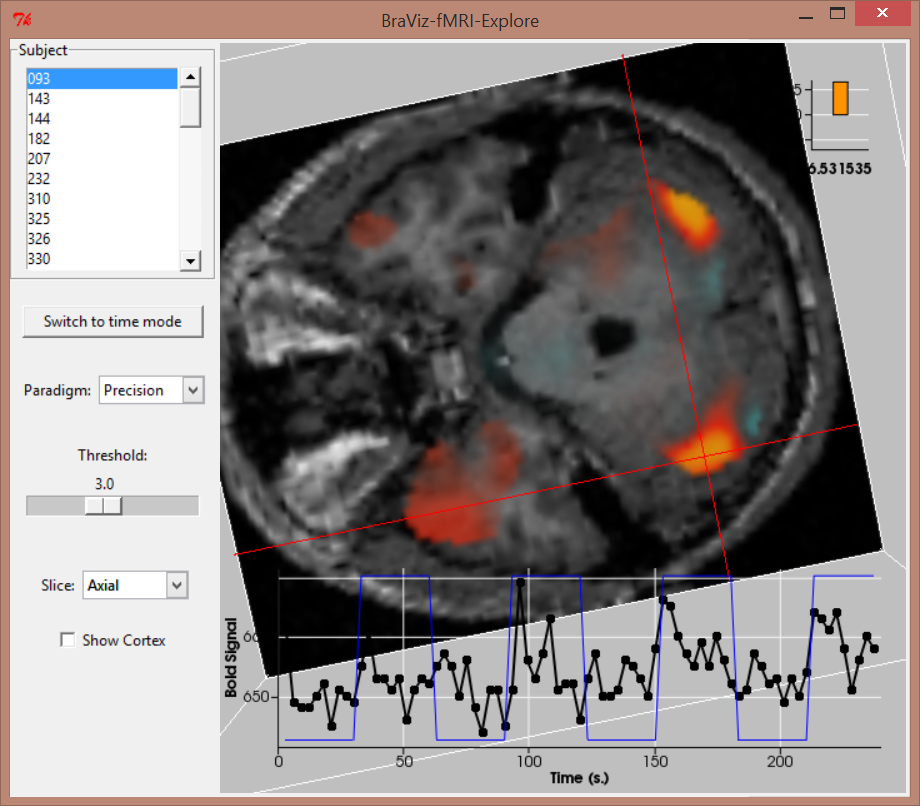 BraViz-fMRI-Explore
Subject
093
143
144
182
207
232
310
325
326
330
Switch to time mode
Paradigm: Precision
Threshold:
3.0
Slice: Axial
Show Cortex
5
0
6.531535
Bold Signal
650
0 50 100 150 200
Time (s.)